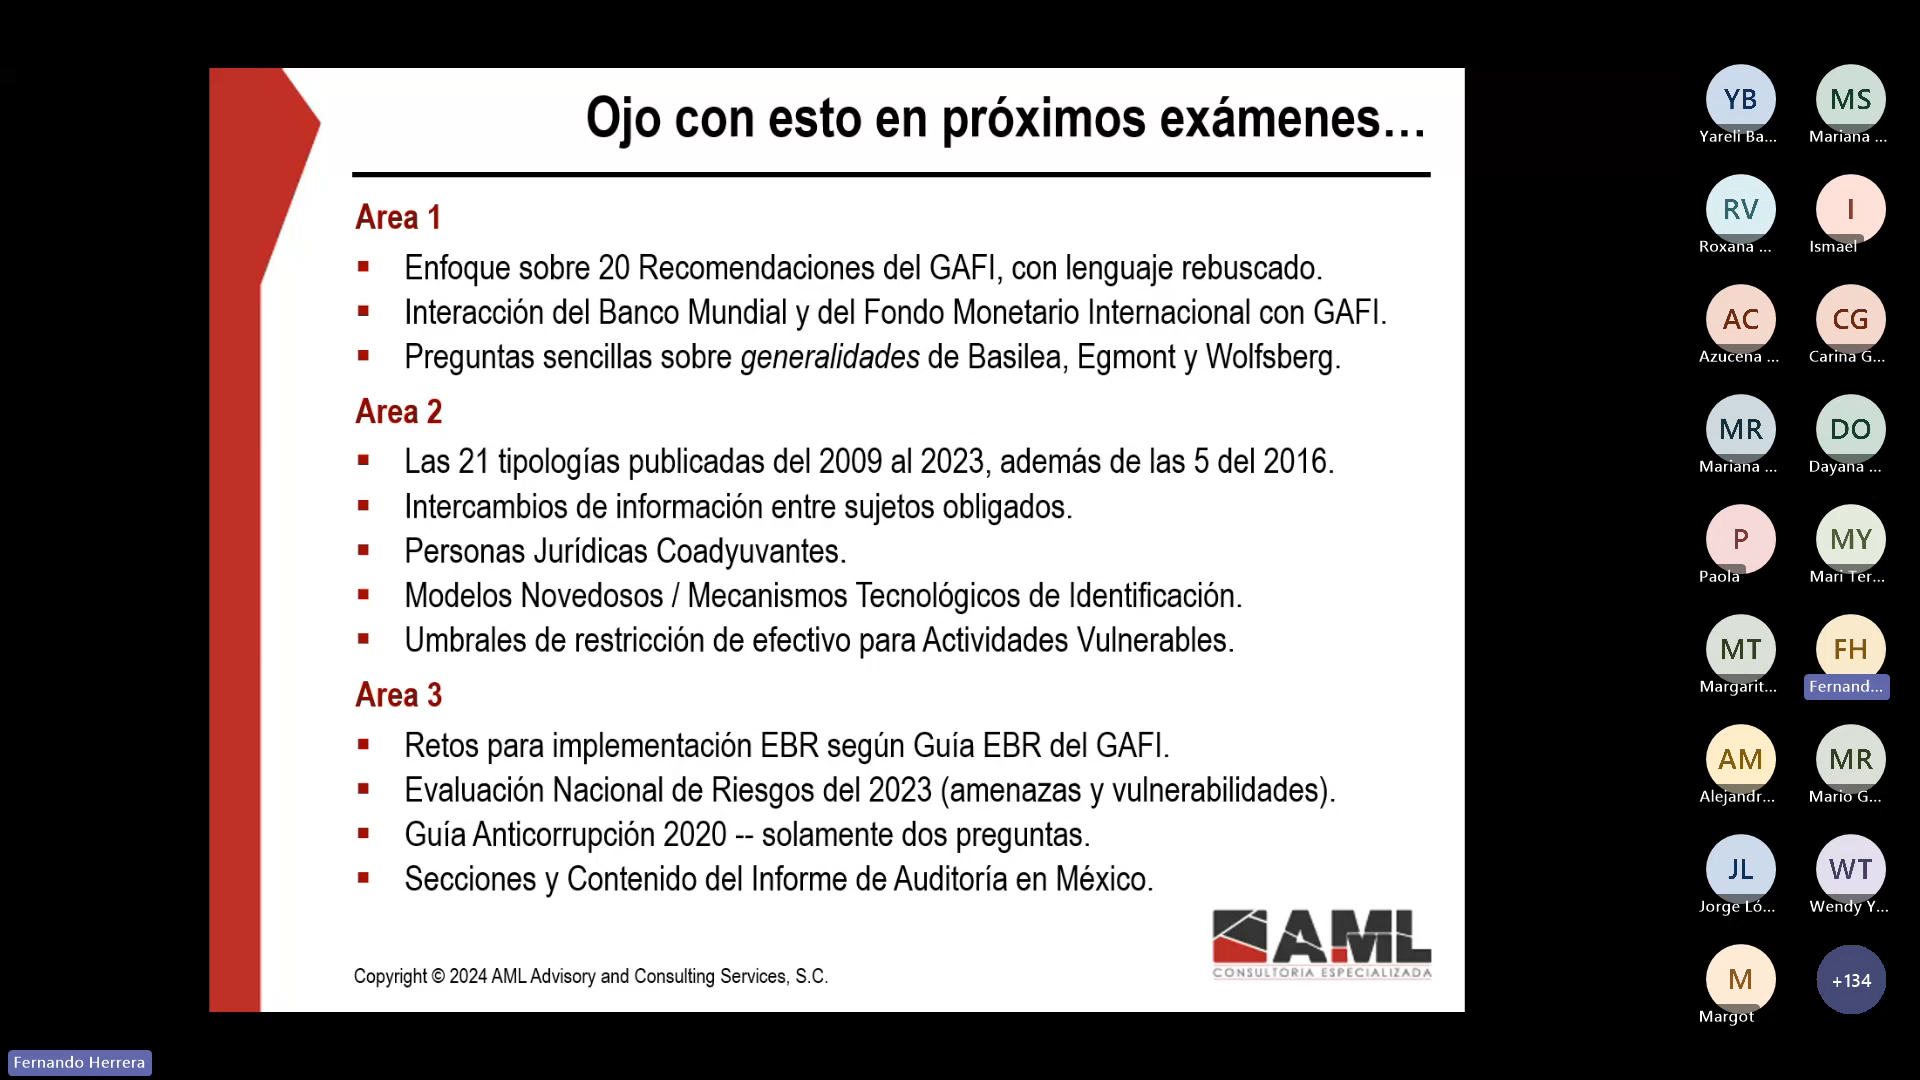 Ojo con esto en próximos exámenes...
Area 1
Enfoque sobre 20 Recomendaciones del GAFI, con lenguaje rebuscado.
Interacción del Banco Mundial y del Fondo Monetario Internacional con GAFI.
Preguntas sencillas sobre generalidades de Basilea, Egmont y Wolfsberg.
Area 2
Las 21 tipologías publicadas del 2009 al 2023, además de las 5 del 2016.
Intercambios de información entre sujetos obligados.
Personas Jurídicas Coadyuvantes.
Modelos Novedosos / Mecanismos Tecnológicos de Identificación.
Umbrales de restricción de efectivo para Actividades Vulnerables.
Area 3
Retos para implementación EBR según Guía EBR del GAFI.
Evaluación Nacional de Riesgos del 2023 (amenazas y vulnerabilidades).
Guía Anticorrupción 2020 -- solamente dos preguntas.
Secciones y Contenido del Informe de Auditoría en México.
AML
CONSULTORIA ESPECIALIZADA
Copyright © 2024 AML Advisory and Consulting Services, S.C.
YB MS
Yareli Ba... Mariana ...
RV I
Roxana ... Ismael
AC CG
Azucena ... Carina G...
MR DO
Mariana ... Dayana ...
P MY
Paola Mari Ter...
MT FH
Margarit... Fernand...
AM MR
Alejandr... Mario G...
JL WT
Jorge Ló... Wendy Y...
M +134
Margot
Fernando Herrera